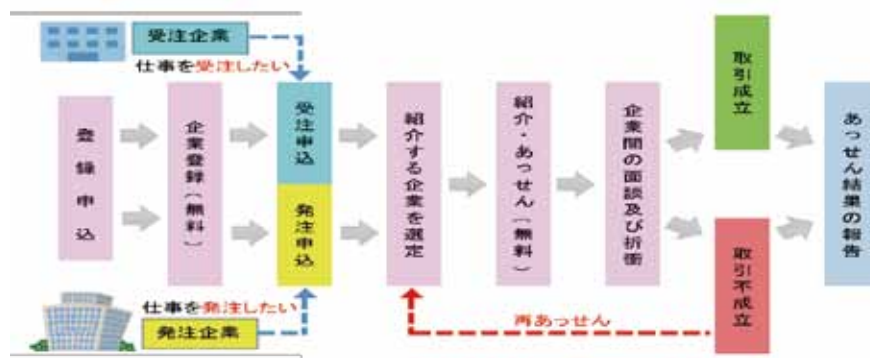 受注企業
仕事を受注したい
登録申込
企業登録(無料)
受注申込
発注申込
紹介する企業を選定
紹介・あっせん(無料)
企業間の面談及び折衝
取引成立
取引不成立
あっせん結果の報告
再あっせん
仕事を発注したい
発注企業